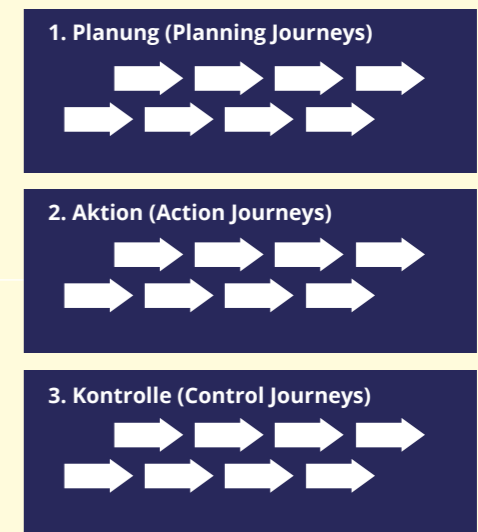 1. Planung (Planning Journeys)
2. Aktion (Action Journeys)
3. Kontrolle (Control Journeys)